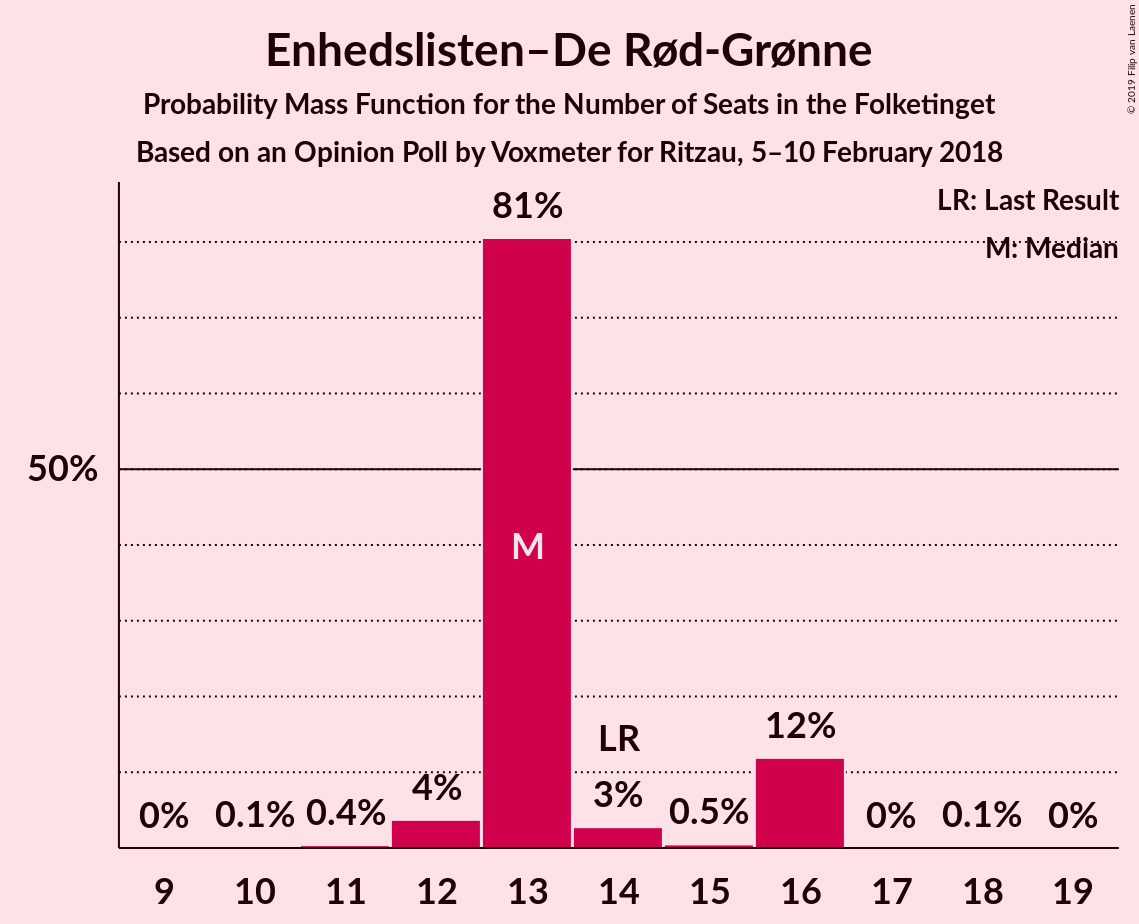 Enhedslisten–De Rød-Grønne
Probability Mass Function for the Number of Seats in the Folketinget
Based on an Opinion Poll by Voxmeter for Ritzau, 5–10 February 2018
© 2019 Filip van Laenen
LR: Last Result
M: Median
50%
0%
0.1%
0.4%
4%
81%
M
LR
3%
0.5%
12%
0%
0.1%
0%
9 10 11 12 13 14 15 16 17 18 19